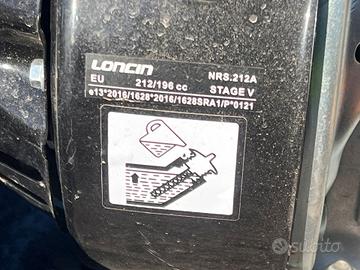 LONCIN NRS.212A
EU 212/196 cc STAGE V
e13*2016/1628*2016/1628SRA1/P*0121
subito